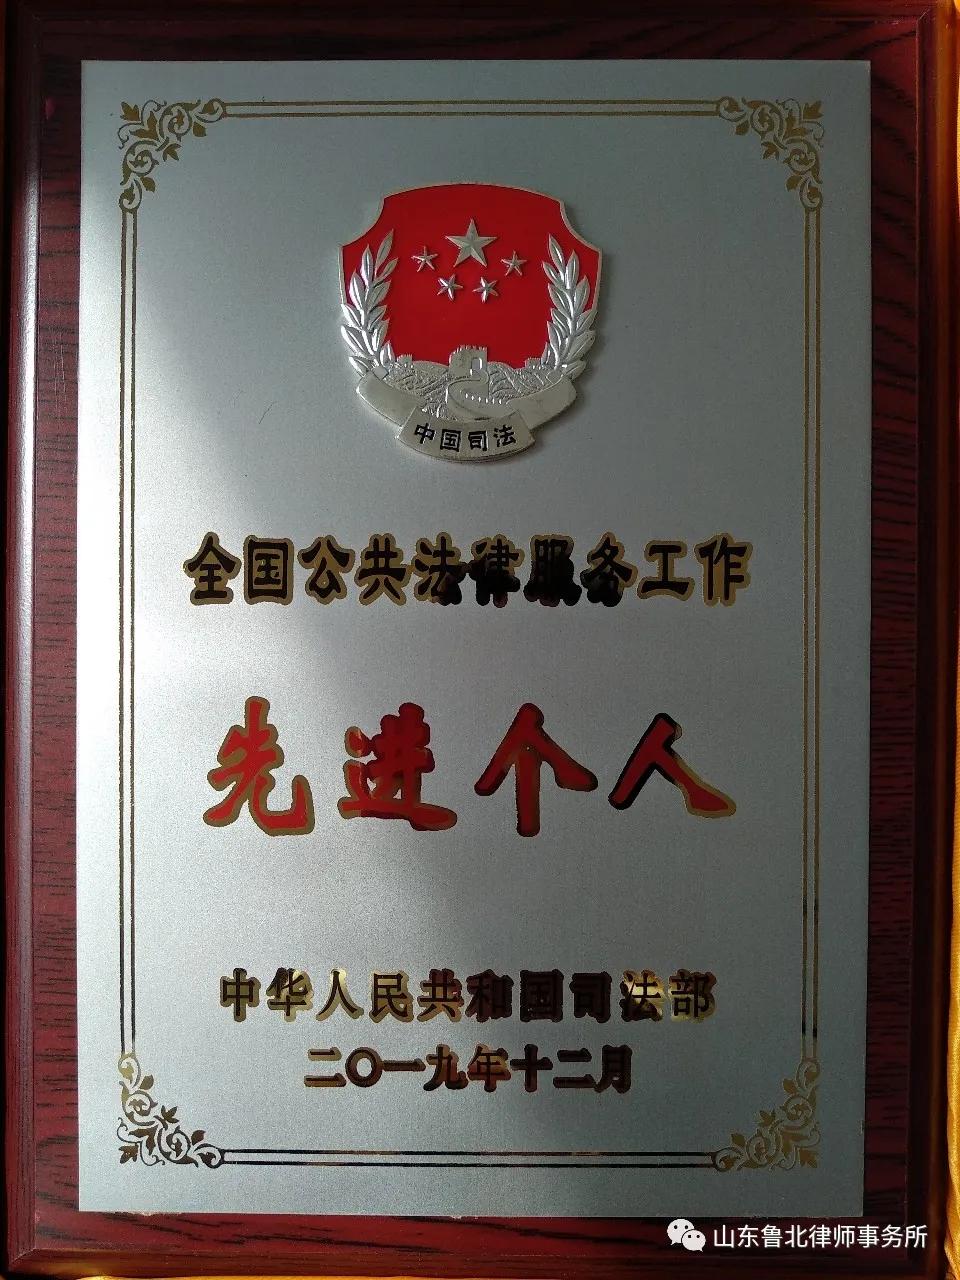 中国司法
全国公共法律服务工作
先进个人
中华人民共和国司法部
二〇一九年十二月
山东鲁北律师事务所